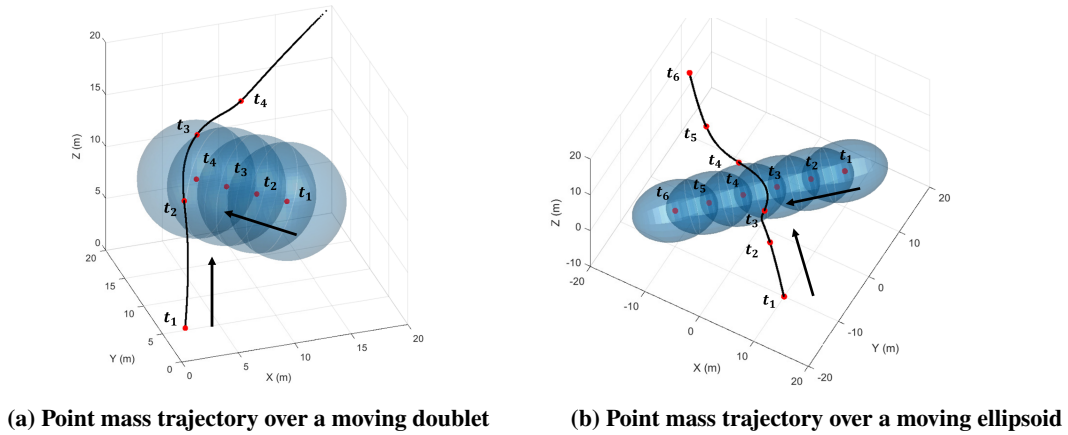 20
15
10
5
0
Z (m)
20
15
10
5
0
Y (m)
0
5
10
15
20
X (m)
t₄
t₃
t₂
t₁
t₄
t₃
t₂
t₁
20
10
0
-10
Z (m)
-20
-10
0
10
20
X (m)
-20
-10
0
10
20
Y (m)
t₆
t₅
t₄
t₃
t₂
t₁
t₆
t₅
t₄
t₃
t₂
t₁
(a) Point mass trajectory over a moving doublet
(b) Point mass trajectory over a moving ellipsoid